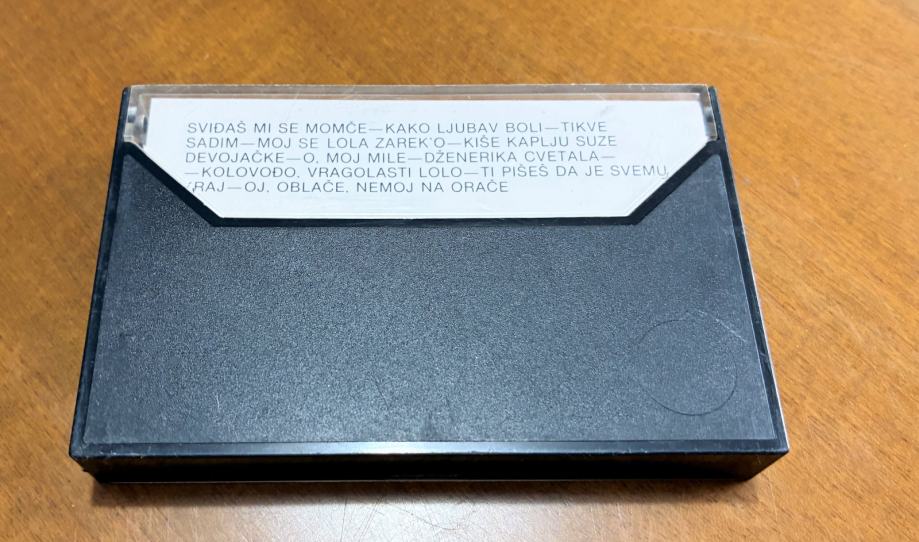 SVIĐAŠ MI SE MOMČE—KAKO LJUBAV BOLI—TIKVE
SADIM—MOJ SE LOLA ZAREK'O—KIŠE KAPLJU SUZE
DEVOJAČKE—O, MOJ MILE—DŽENERIKA CVETALA—
—KOLOVOĐO, VRAGOLASTI LOLO—TI PIŠEŠ DA JE SVEMU
KRAJ—OJ, OBLAČE, NEMOJ NA ORAČE